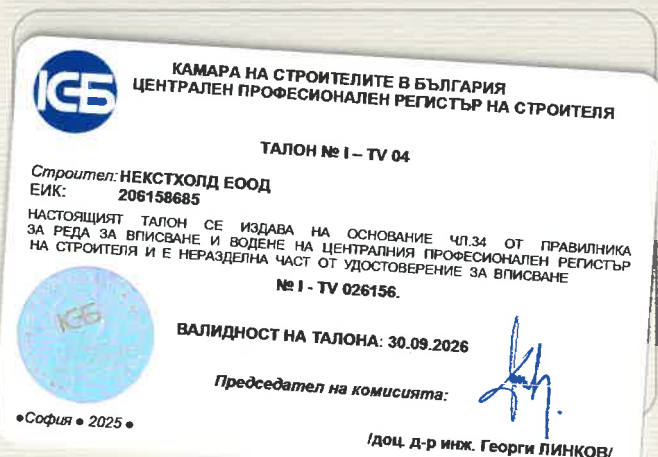 КСБ
КАМАРА НА СТРОИТЕЛИТЕ В БЪЛГАРИЯ
ЦЕНТРАЛЕН ПРОФЕСИОНАЛЕН РЕГИСТЪР НА СТРОИТЕЛЯ
ТАЛОН № I – TV 04
Строител: НЕКСТХОЛД ЕООД
ЕИК: 206158685
НАСТОЯЩИЯТ ТАЛОН СЕ ИЗДАВА НА ОСНОВАНИЕ ЧЛ.34 ОТ ПРАВИЛНИКА
ЗА РЕДА ЗА ВПИСВАНЕ И ВОДЕНЕ НА ЦЕНТРАЛНИЯ ПРОФЕСИОНАЛЕН РЕГИСТЪР
НА СТРОИТЕЛЯ И Е НЕРАЗДЕЛНА ЧАСТ ОТ УДОСТОВЕРЕНИЕ ЗА ВПИСВАНЕ
№ I - TV 026156.
КСБ
ВАЛИДНОСТ НА ТАЛОНА: 30.09.2026
Председател на комисията:
●София ● 2025 ●
/доц. д-р инж. Георги ЛИНКОВ/